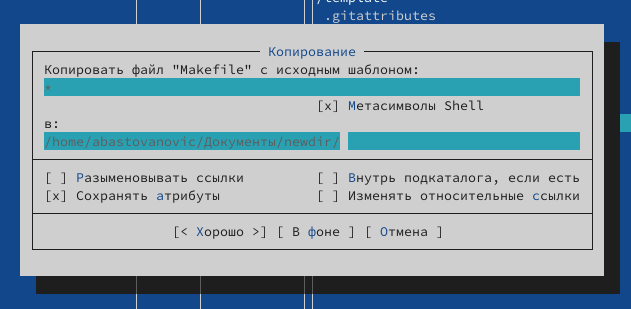 /template
.gitattributes
Копирование
Копировать файл "Makefile" с исходным шаблоном:
*
[x] Метасимволы Shell
в:
/home/abastovanovic/Документы/newdir/
[ ] Разыменовывать ссылки [ ] Внутрь подкаталога, если есть
[x] Сохранять атрибуты [ ] Изменять относительные ссылки
[< Хорошо >] [ В фоне ] [ Отмена ]